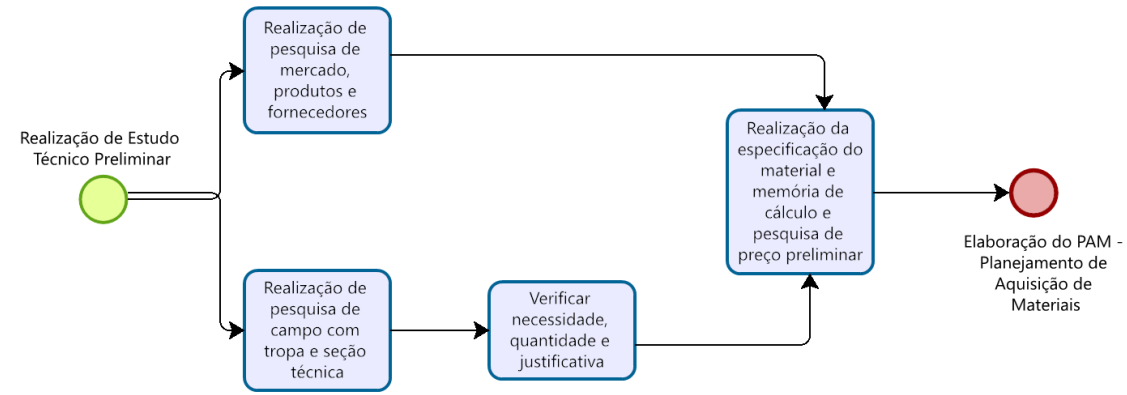 Realização de Estudo
Técnico Preliminar
Realização de
pesquisa de
mercado,
produtos e
fornecedores
Realização de
pesquisa de
campo com
tropa e seção
técnica
Verificar
necessidade,
quantidade e
justificativa
Realização da
especificação do
material e
memória de
cálculo e
pesquisa de
preço preliminar
Elaboração do PAM -
Planejamento de
Aquisição de
Materiais